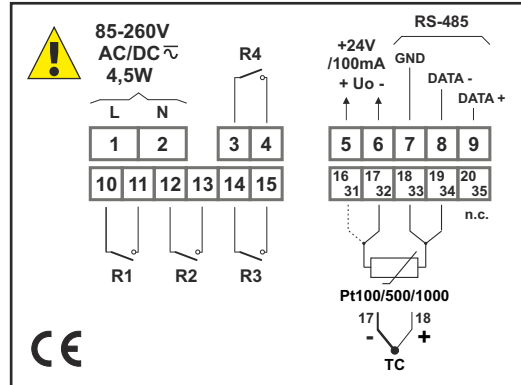 85-260V
AC/DC
4,5W
L N
R4
1 2 3 4
10 11 12 13 14 15
R1 R2 R3
RS-485
+24V
/100mA
+ Uo -
GND
DATA -
DATA +
5 6 7 8 9
16 17 18 19 20
31 32 33 34 35
n.c.
Pt100/500/1000
17 18
- +
TC
CE